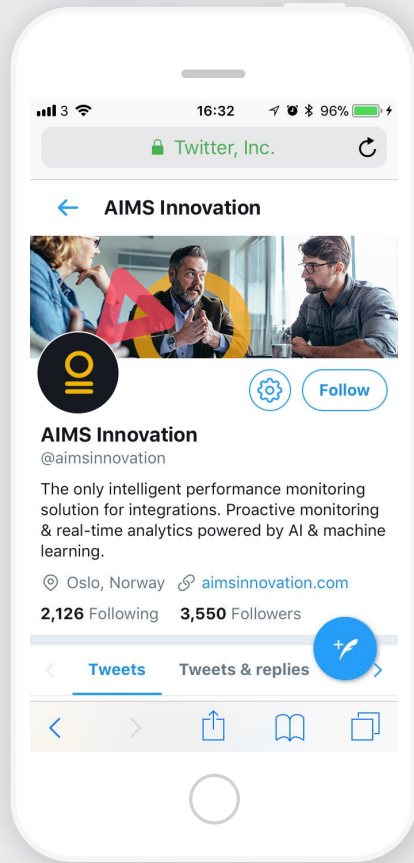 3 16:32 96%
Twitter, Inc.
AIMS Innovation
Follow
AIMS Innovation
@aimsinnovation
The only intelligent performance monitoring
solution for integrations. Proactive monitoring
& real-time analytics powered by AI & machine
learning.
Oslo, Norway aimsinnovation.com
2,126 Following 3,550 Followers
Tweets Tweets & replies